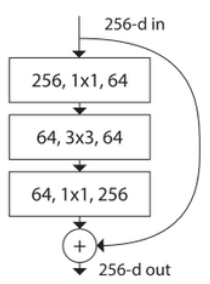 256-d in
256, 1x1, 64
64, 3x3, 64
64, 1x1, 256
+
256-d out